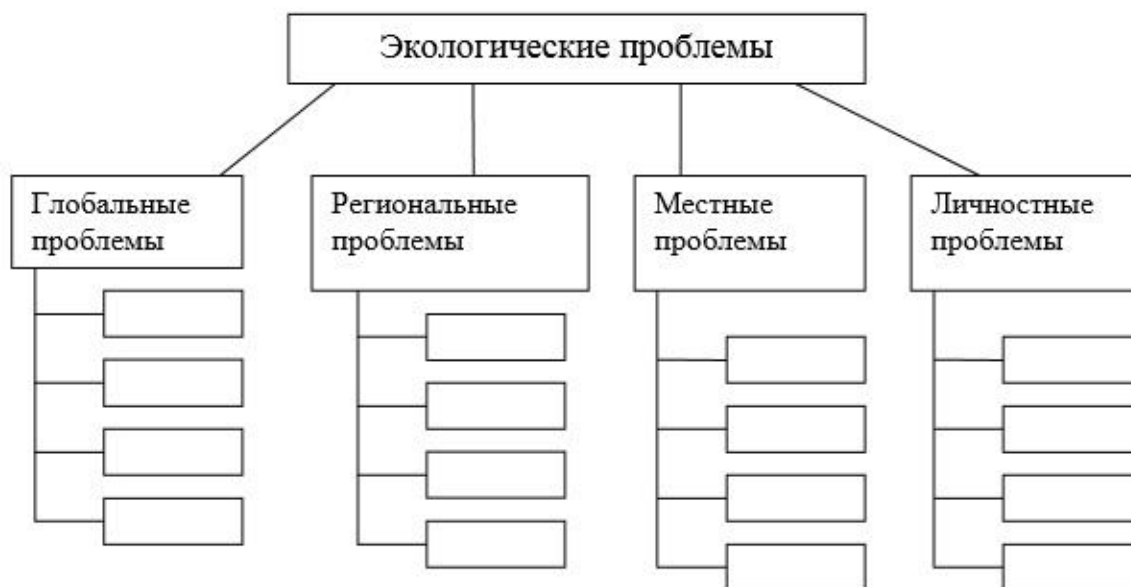 Экологические проблемы
Глобальные
проблемы
Региональные
проблемы
Местные
проблемы
Личностные
проблемы